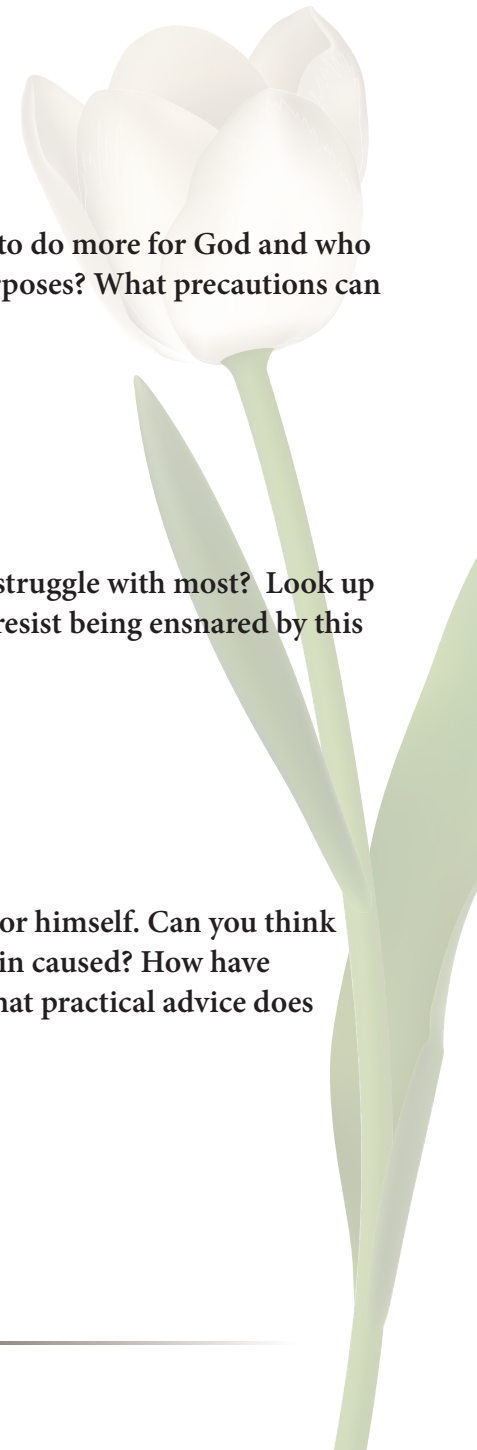 to do more for God and who
rposes? What precautions can
struggle with most?  Look up
resist being ensnared by this
or himself. Can you think
in caused? How have
hat practical advice does